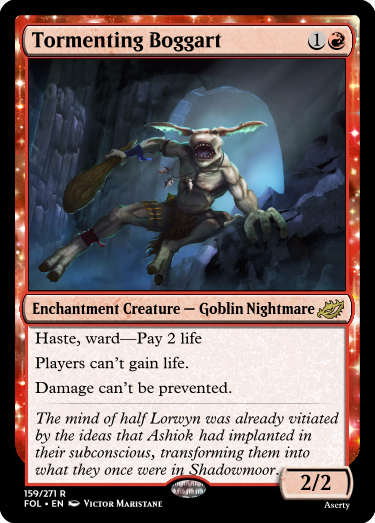 Tormenting Boggart 1
Enchantment Creature — Goblin Nightmare
Haste, ward—Pay 2 life
Players can't gain life.
Damage can't be prevented.
The mind of half Lorwyn was already vitiated
by the ideas that Ashiok had implanted in
their subconscious, transforming them into
what they once were in Shadowmoor.
2/2
159/271 R
FOL • EN Victor Maristane
Aserty